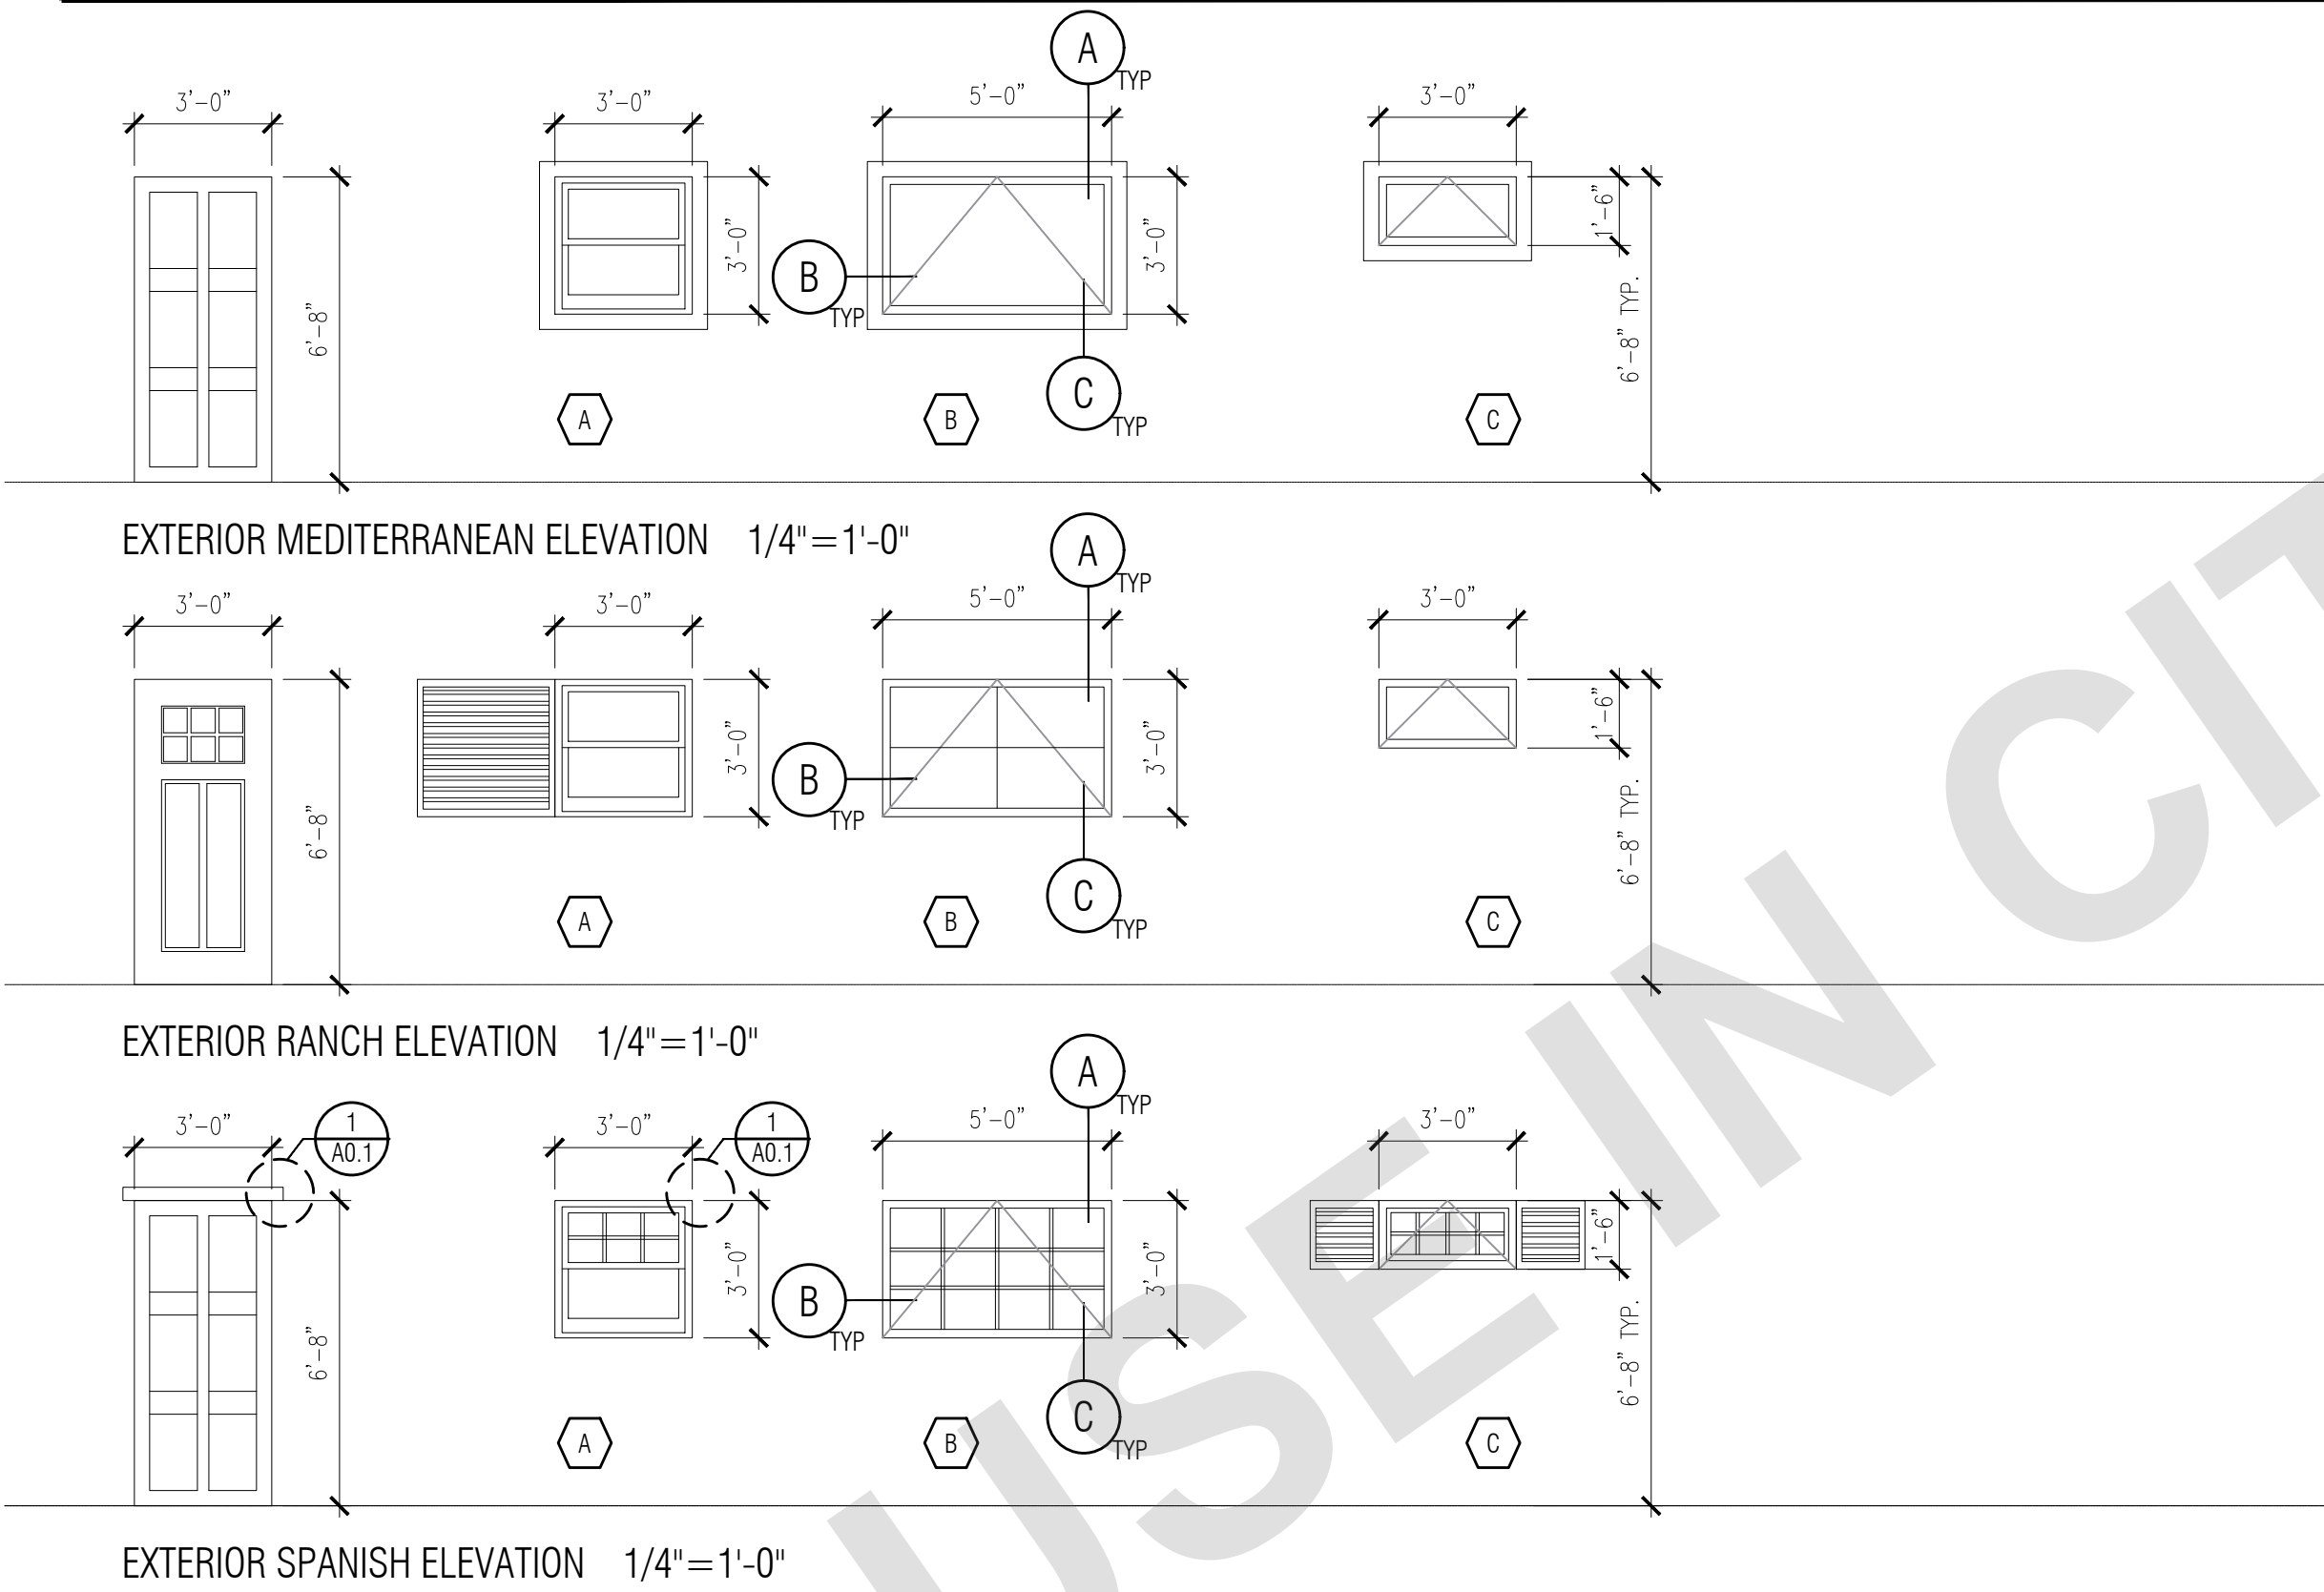 A
TYP
3'-0"
3'-0"
5'-0"
3'-0"
6'-8"
3'-0"
B
TYP
3'-0"
C
TYP
1'-6"
6'-8" TYP.
A
B
C
EXTERIOR MEDITERRANEAN ELEVATION 1/4"=1'-0"
A
TYP
3'-0"
3'-0"
5'-0"
3'-0"
6'-8"
3'-0"
B
TYP
3'-0"
C
TYP
1'-6"
6'-8" TYP.
A
B
C
EXTERIOR RANCH ELEVATION 1/4"=1'-0"
A
TYP
3'-0"
1
A0.1
3'-0"
1
A0.1
5'-0"
3'-0"
6'-8"
3'-0"
B
TYP
3'-0"
C
TYP
1'-6"
6'-8" TYP.
A
B
C
EXTERIOR SPANISH ELEVATION 1/4"=1'-0"
USE IN CIT